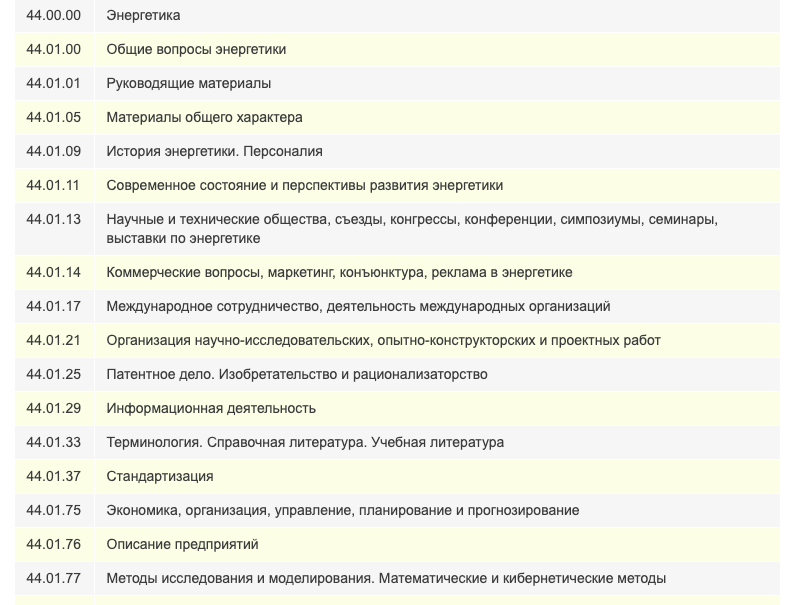 44.00.00 Энергетика
44.01.00 Общие вопросы энергетики
44.01.01 Руководящие материалы
44.01.05 Материалы общего характера
44.01.09 История энергетики. Персоналия
44.01.11 Современное состояние и перспективы развития энергетики
44.01.13 Научные и технические общества, съезды, конгрессы, конференции, симпозиумы, семинары,
выставки по энергетике
44.01.14 Коммерческие вопросы, маркетинг, конъюнктура, реклама в энергетике
44.01.17 Международное сотрудничество, деятельность международных организаций
44.01.21 Организация научно-исследовательских, опытно-конструкторских и проектных работ
44.01.25 Патентное дело. Изобретательство и рационализаторство
44.01.29 Информационная деятельность
44.01.33 Терминология. Справочная литература. Учебная литература
44.01.37 Стандартизация
44.01.75 Экономика, организация, управление, планирование и прогнозирование
44.01.76 Описание предприятий
44.01.77 Методы исследования и моделирования. Математические и кибернетические методы